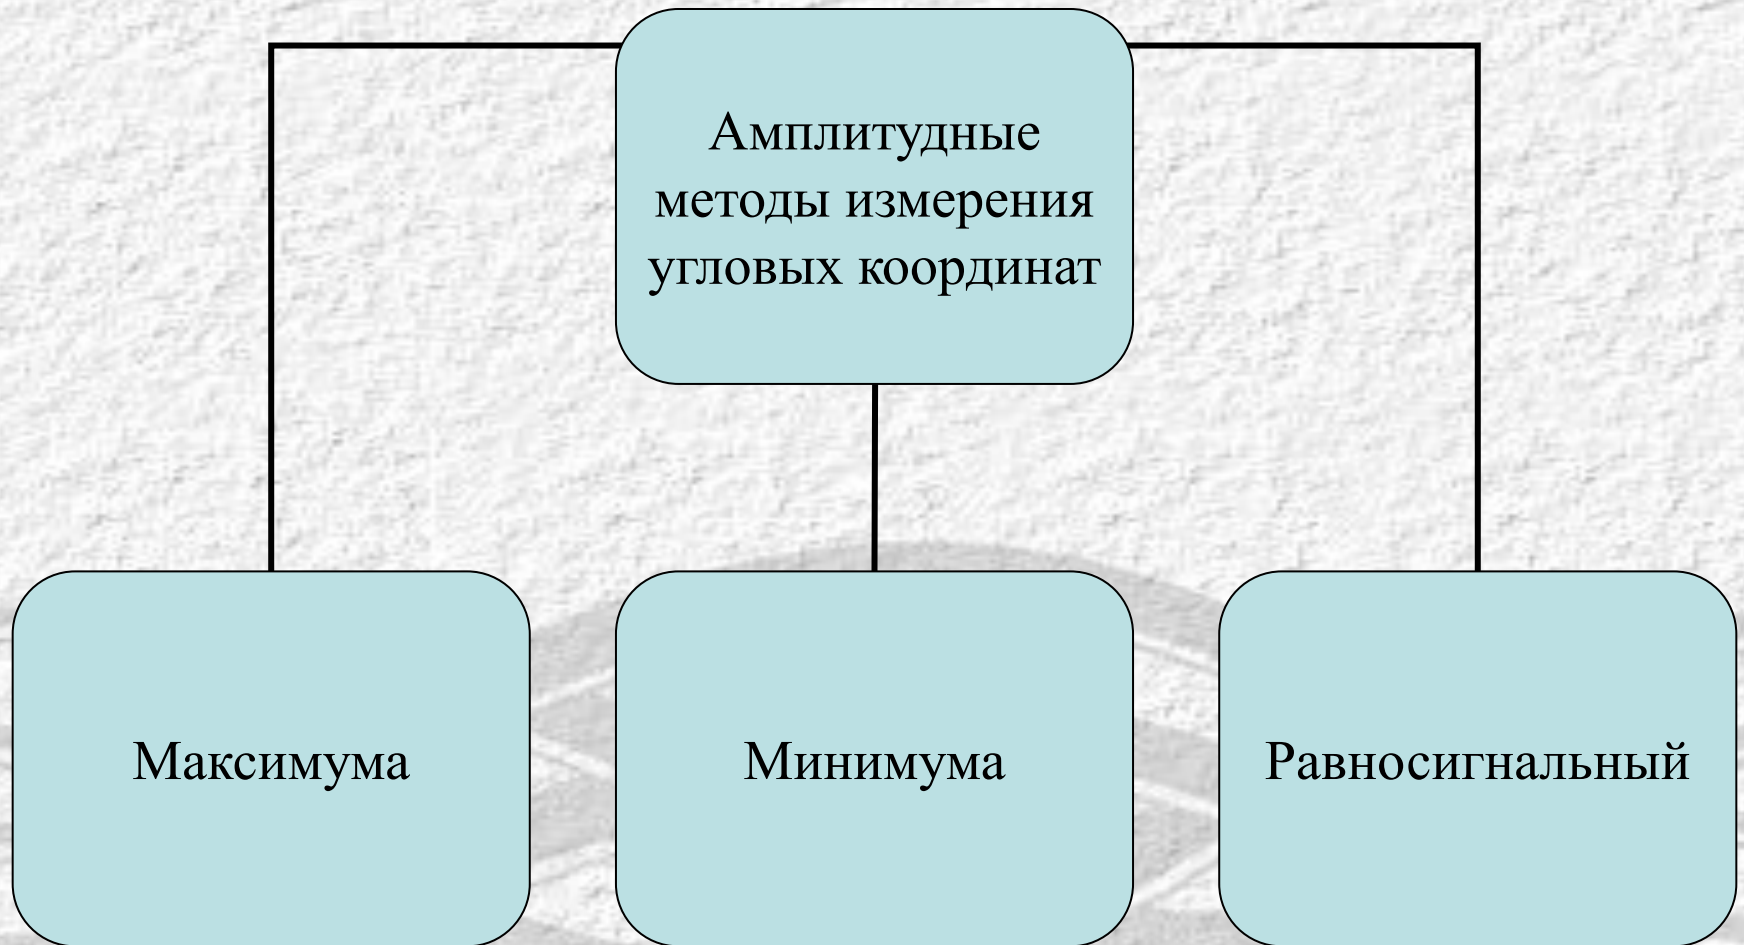 Амплитудные
методы измерения
угловых координат
Максимума
Минимума
Равносигнальный